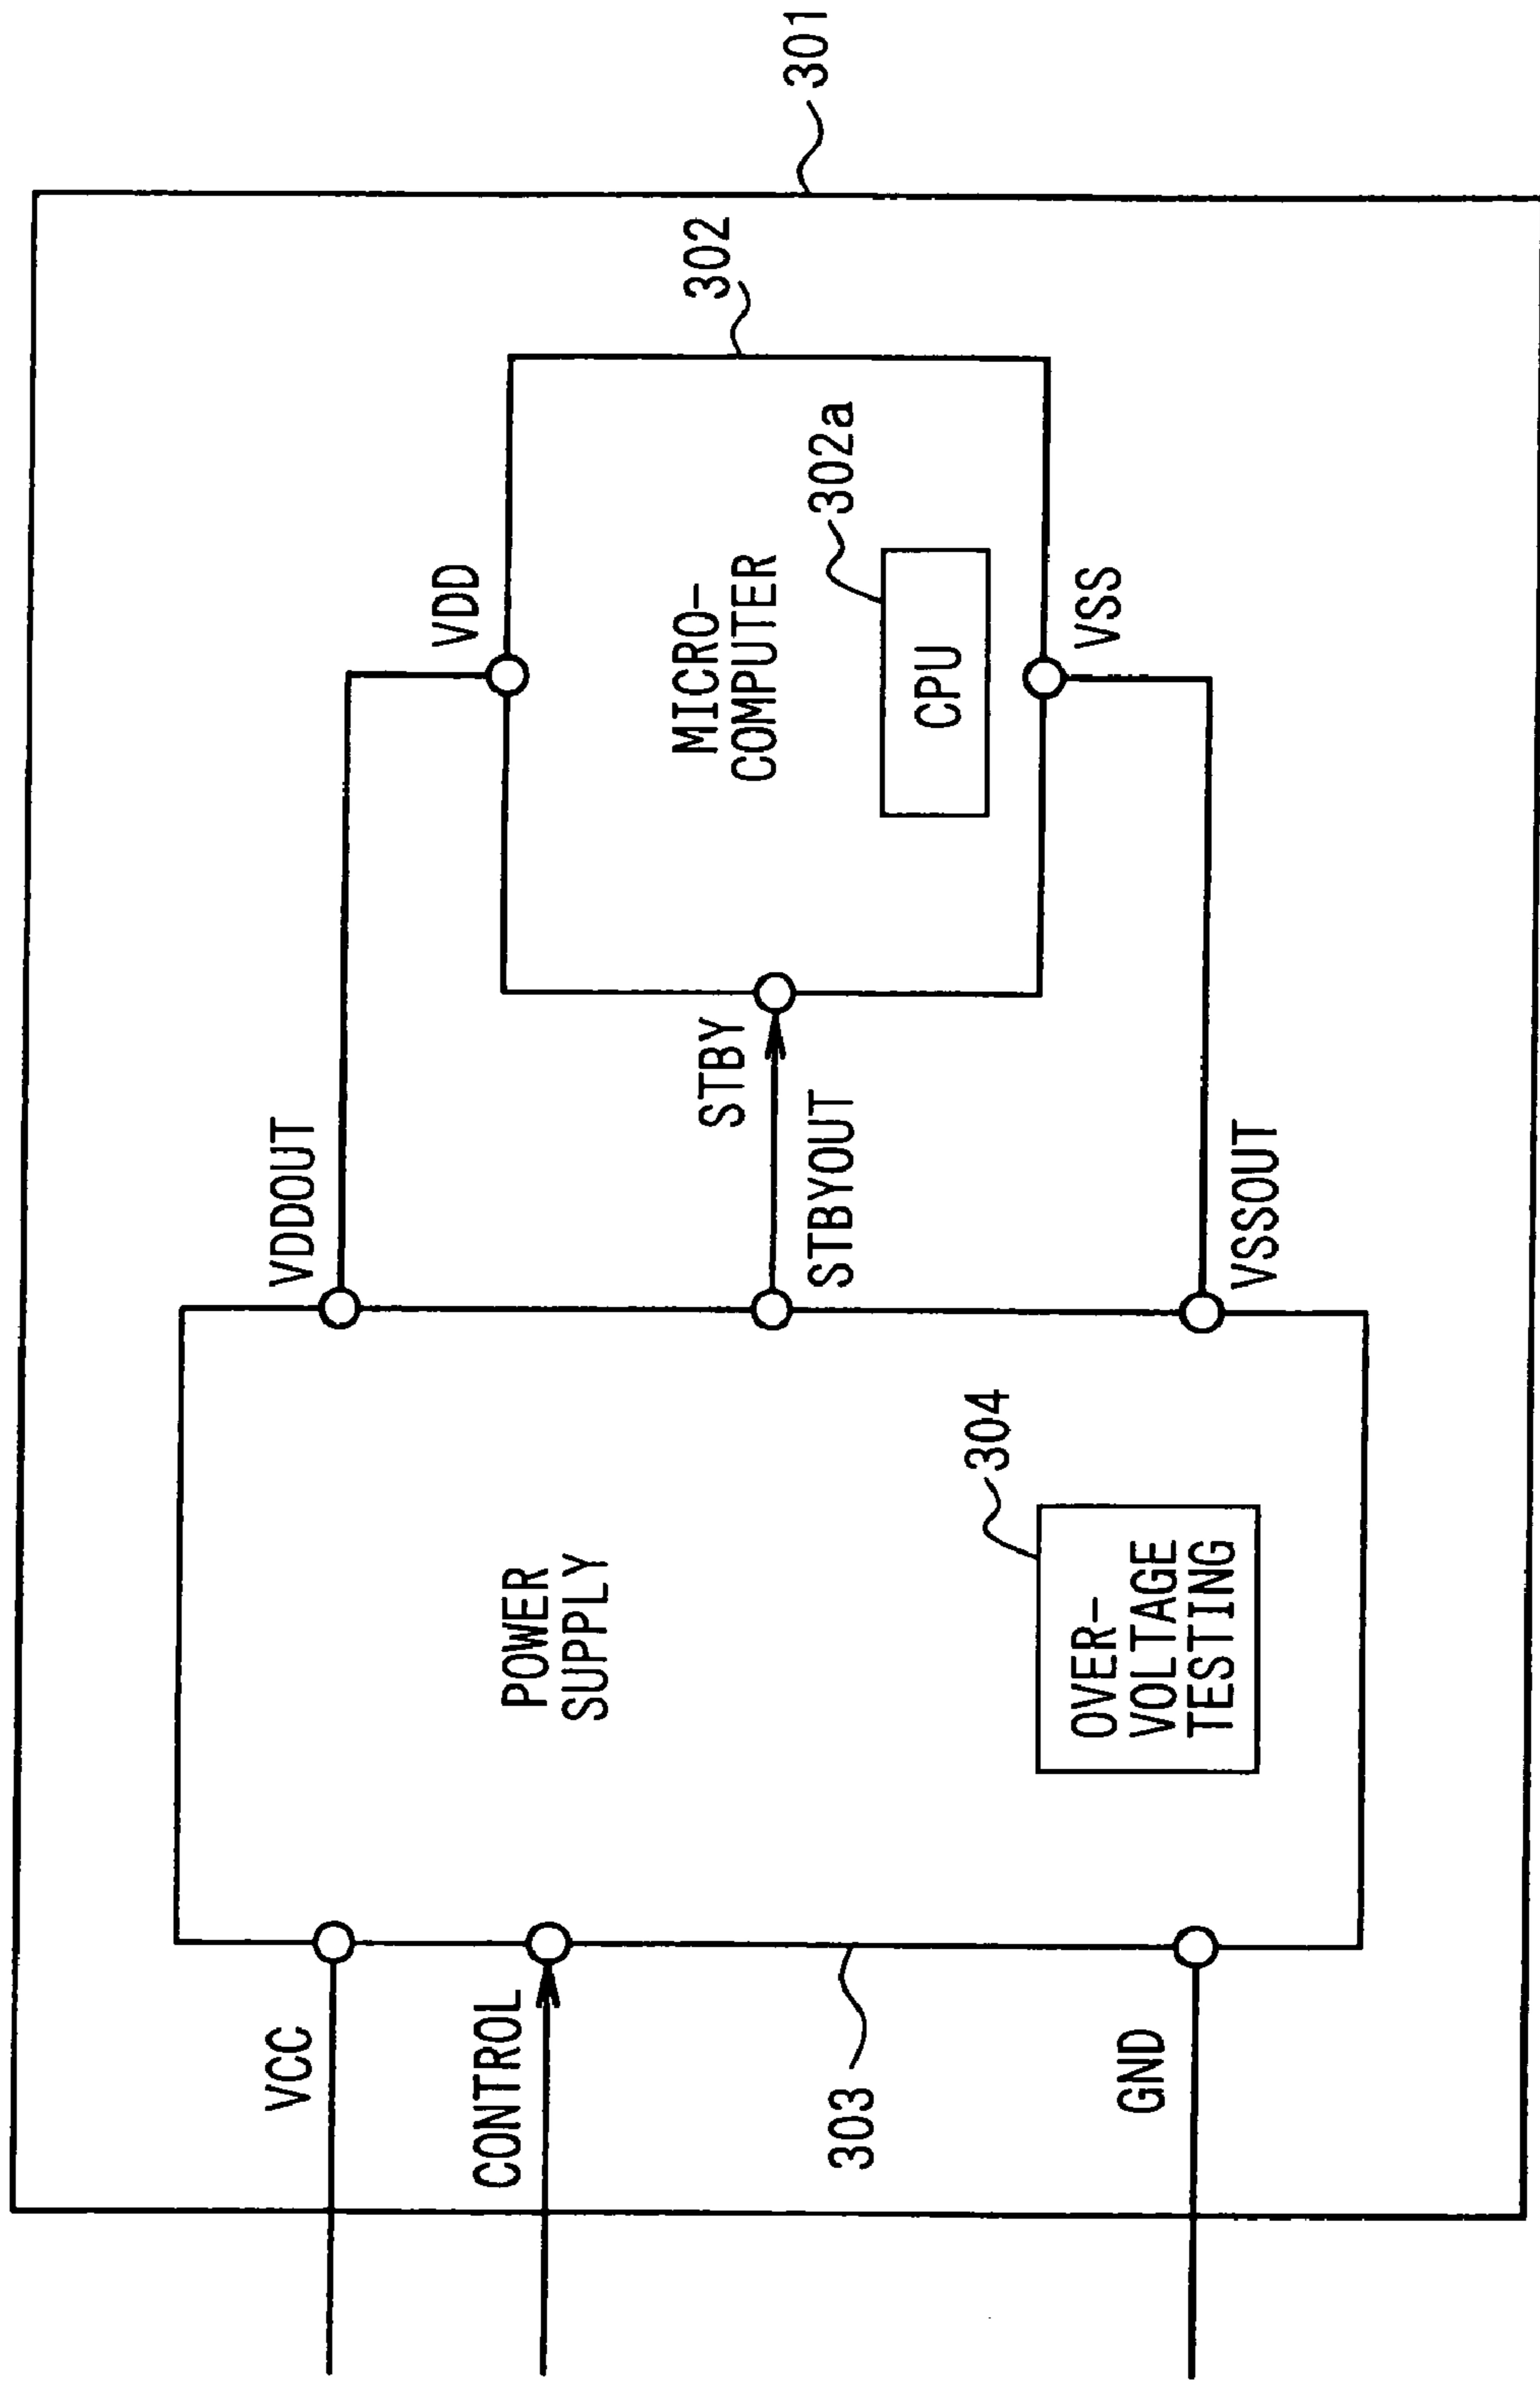 301
302
VDD
MICRO-
COMPUTER
302a
CPU
VSS
STBY
VDDOUT
STBYOUT
VSSOUT
POWER
SUPPLY
304
OVER-
VOLTAGE
TESTING
VCC
CONTROL
303
GND